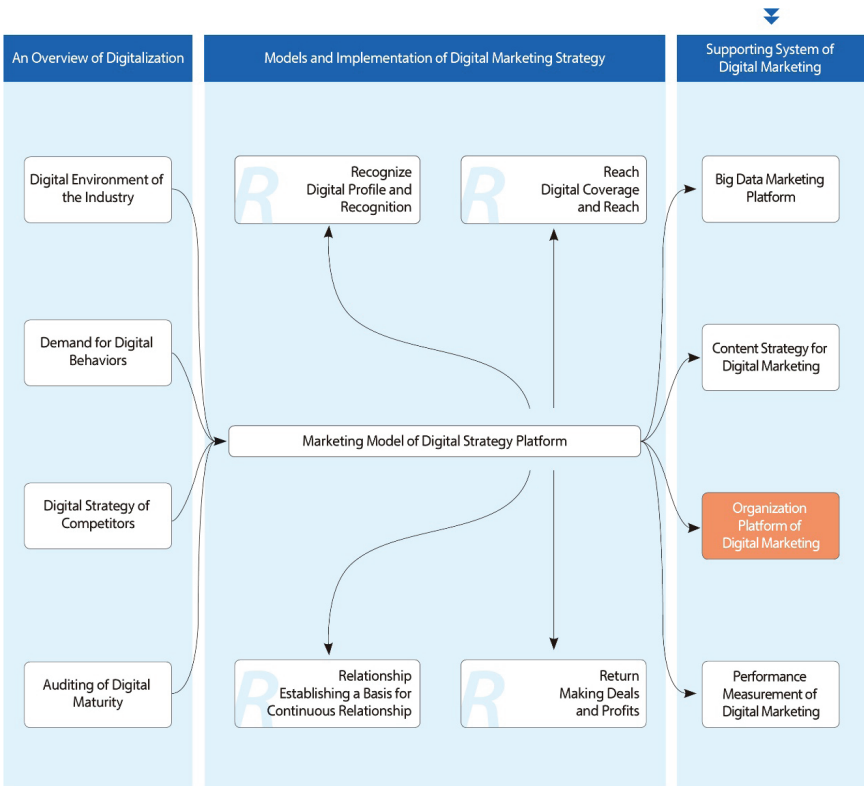 An Overview of Digitalization
Models and Implementation of Digital Marketing Strategy
Supporting System of
Digital Marketing
Digital Environment of
the Industry
Demand for Digital
Behaviors
Digital Strategy of
Competitors
Auditing of Digital
Maturity
R
Recognize
Digital Profile and
Recognition
R
Reach
Digital Coverage
and Reach
Marketing Model of Digital Strategy Platform
R
Relationship
Establishing a Basis for
Continuous Relationship
R
Return
Making Deals
and Profits
Big Data Marketing
Platform
Content Strategy for
Digital Marketing
Organization
Platform of
Digital Marketing
Performance
Measurement of
Digital Marketing